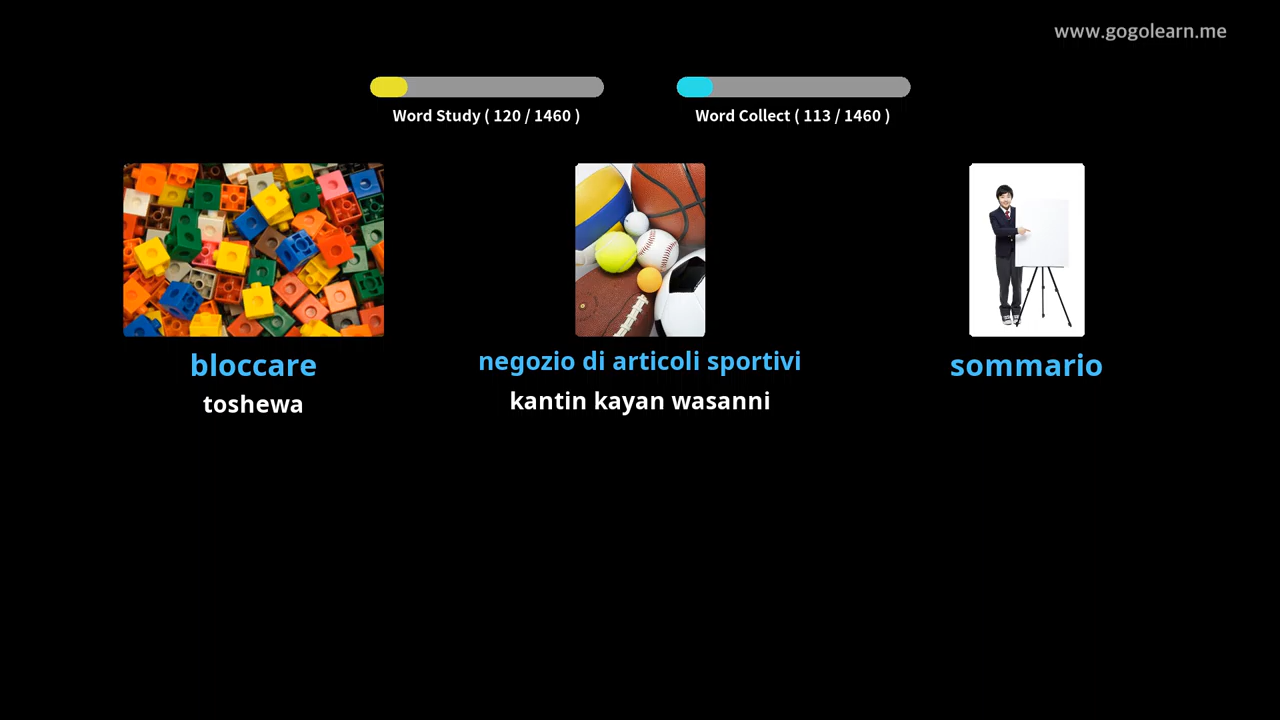 www.gogolearn.me
Word Study ( 120 / 1460 )
Word Collect ( 113 / 1460 )
bloccare
toshewa
negozio di articoli sportivi
kantin kayan wasanni
sommario